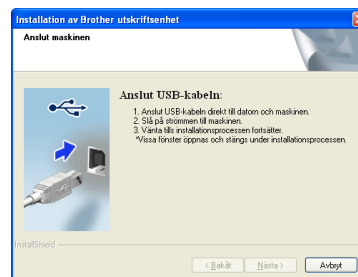 Installation av Brother utskriftsenhet
Anslut maskinen
Anslut USB-kabeln:
1. Anslut USB-kabeln direkt till datorn och maskinen.
2. Slå på strömmen till maskinen.
3. Vänta tills installationsprocessen fortsätter.
*Vissa fönster öppnas och stängs under installationsprocessen.
InstallShield
< Bakåt Nästa > Avbryt